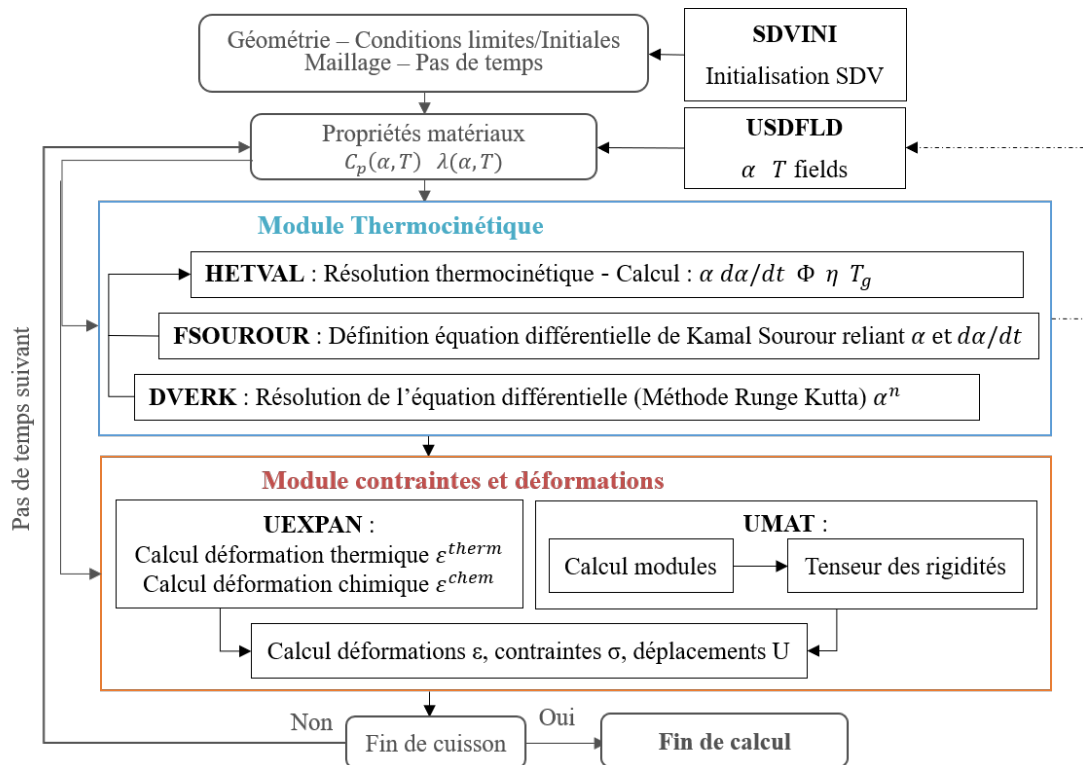 Géométrie – Conditions limites/Initiales
Maillage – Pas de temps
SDVINI
Initialisation SDV
Propriétés matériaux
C_p(α,T) λ(α,T)
USDFLD
α T fields
Module Thermocinétique
HETVAL : Résolution thermocinétique - Calcul : α dα/dt Φ η T_g
FSOUROUR : Définition équation différentielle de Kamal Sourour reliant α et dα/dt
DVERK : Résolution de l’équation différentielle (Méthode Runge Kutta) α^n
Pas de temps suivant
Module contraintes et déformations
UEXPAN :
Calcul déformation thermique ε^therm
Calcul déformation chimique ε^chem
UMAT :
Calcul modules
Tenseur des rigidités
Calcul déformations ε, contraintes σ, déplacements U
Non
Fin de cuisson
Oui
Fin de calcul